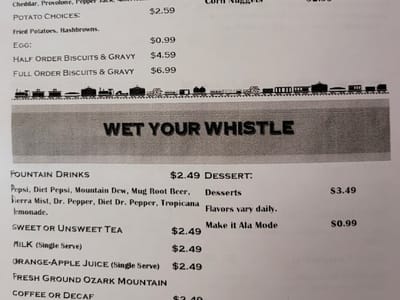 Cheddar, Provolone, Pepper Jack,
Potato Choices: $2.59
Fried Potatoes, Hashbrowns.
Egg: $0.99
Half Order Biscuits & Gravy $4.59
Full Order Biscuits & Gravy $6.99
Corn Nuggets
WET YOUR WHISTLE
Fountain Drinks $2.49
Pepsi, Diet Pepsi, Mountain Dew, Mug Root Beer,
Sierra Mist, Dr. Pepper, Diet Dr. Pepper, Tropicana
Lemonade.
Sweet or Unsweet Tea $2.49
Milk (Single Serve) $2.49
Orange-Apple Juice (Single Serve) $2.49
Fresh Ground Ozark Mountain
Coffee or Decaf $2.49
Dessert:
Desserts $3.49
Flavors vary daily.
Make it Ala Mode $0.99